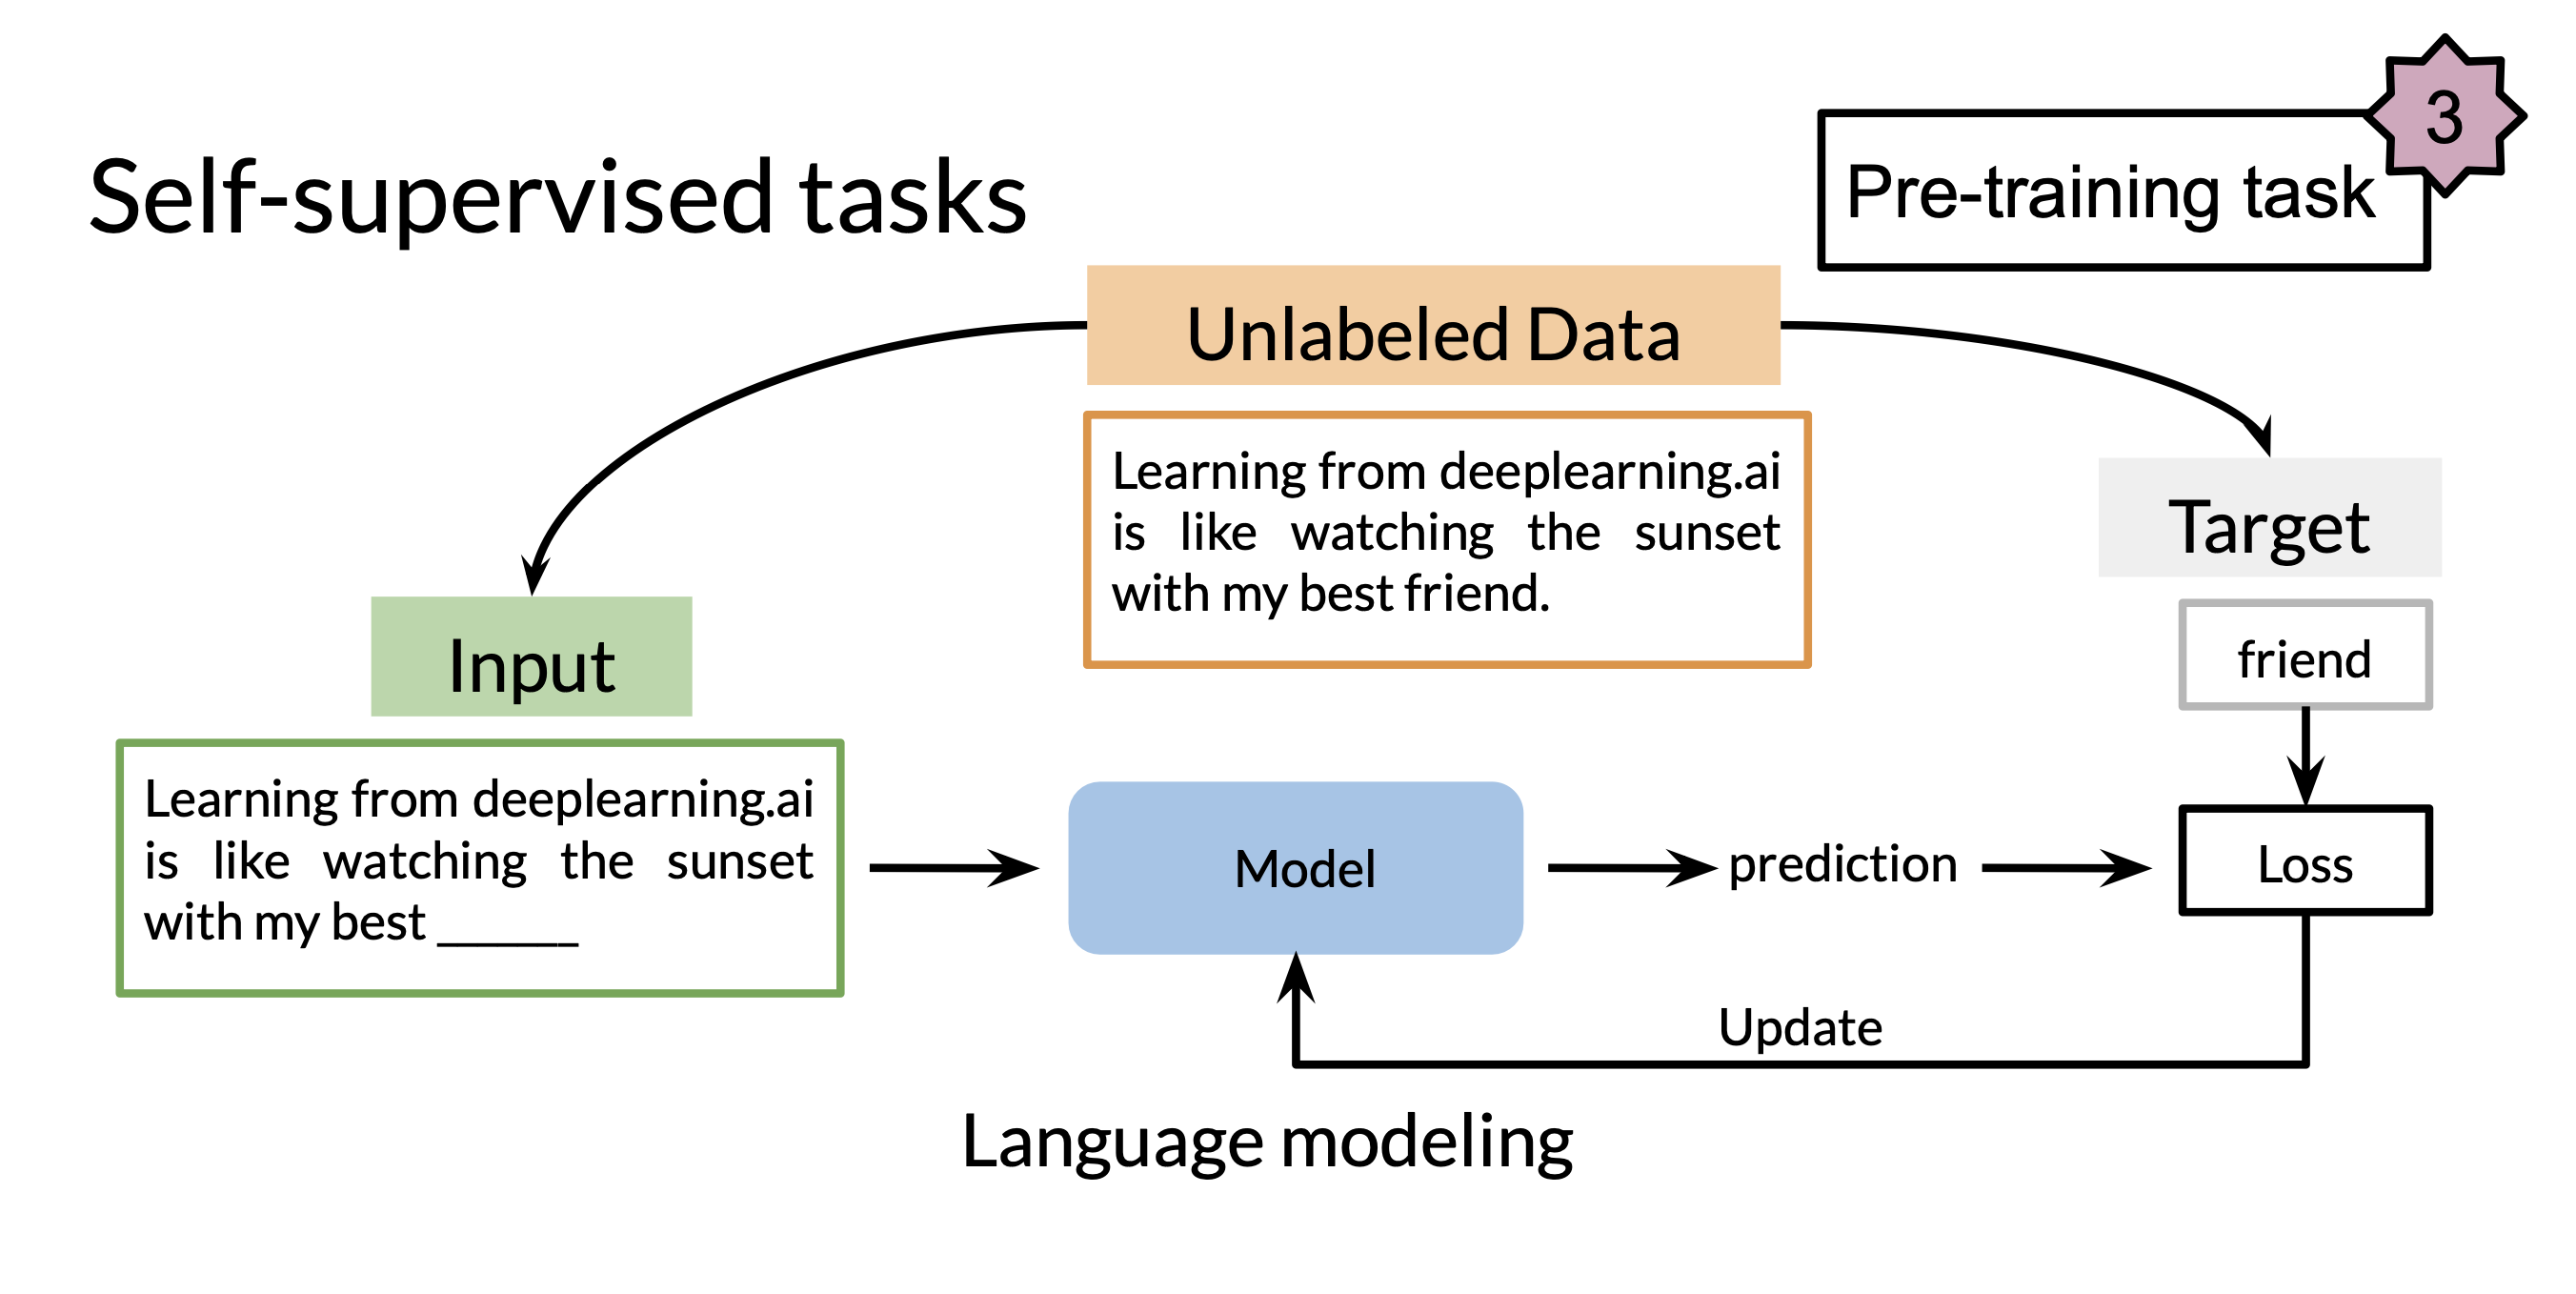 Self-supervised tasks
Pre-training task
3
Unlabeled Data
Learning from deeplearning.ai
is like watching the sunset
with my best friend.
Target
friend
Input
Learning from deeplearning.ai
is like watching the sunset
with my best ______
Model
prediction
Loss
Update
Language modeling